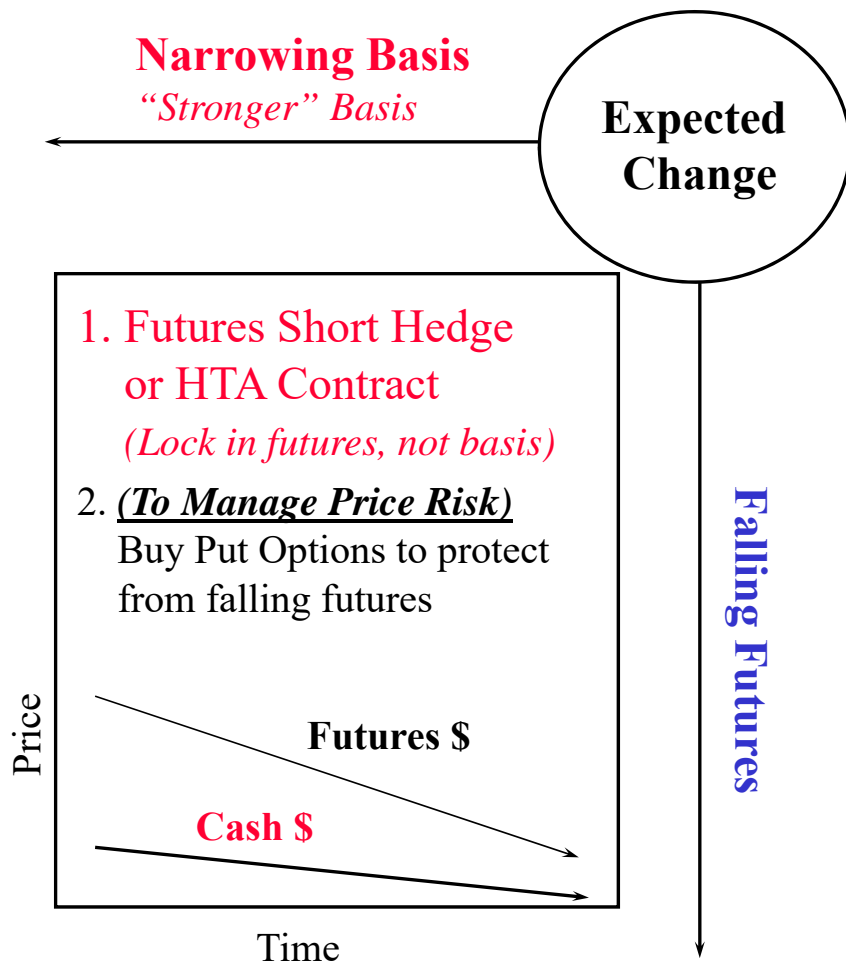 Narrowing Basis
“Stronger” Basis
Expected
Change
1. Futures Short Hedge
or HTA Contract
(Lock in futures, not basis)
2. (To Manage Price Risk)
Buy Put Options to protect
from falling futures
Falling Futures
Price
Futures $
Cash $
Time